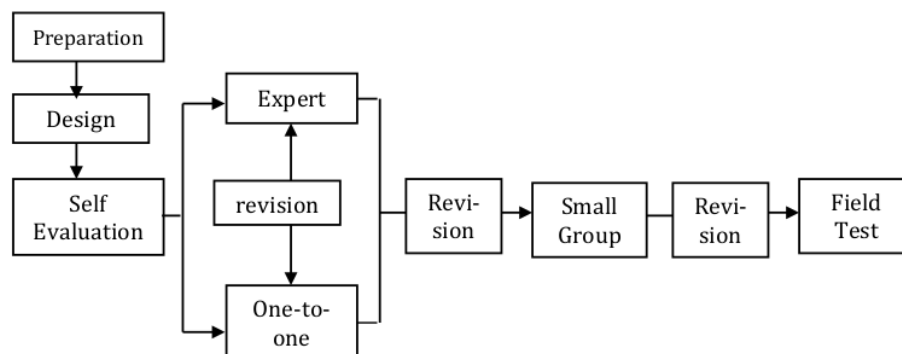 Preparation
Design
Self
Evaluation
Expert
revision
One-to-
one
Revi-
sion
Small
Group
Revi-
sion
Field
Test